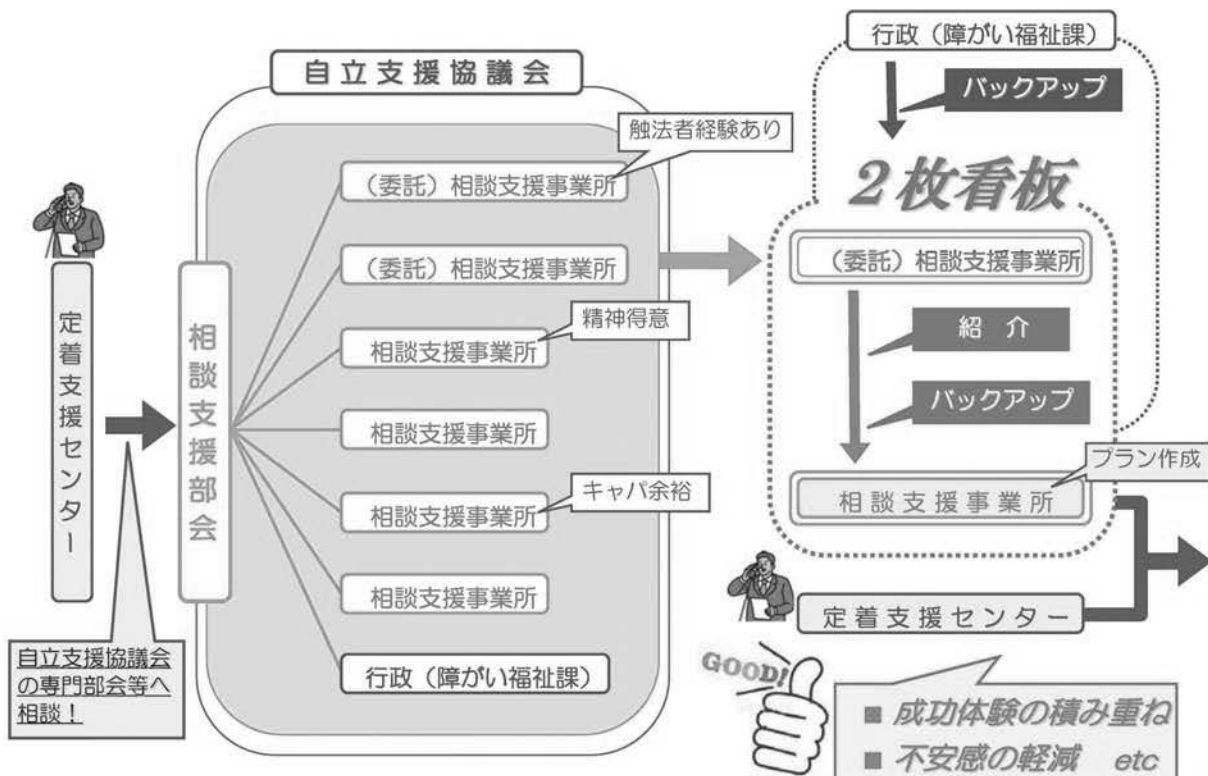 自立支援協議会
触法者経験あり
(委託)相談支援事業所
(委託)相談支援事業所
精神得意
相談支援事業所
相談支援事業所
キャパ余裕
相談支援事業所
相談支援事業所
行政(障がい福祉課)
定着支援センター
相談支援部会
自立支援協議会
の専門部会等へ
相談！
行政(障がい福祉課)
バックアップ
2枚看板
(委託)相談支援事業所
紹 介
バックアップ
プラン作成
相談支援事業所
定着支援センター
GOOD!
■ 成功体験の積み重ね
■ 不安感の軽減 etc